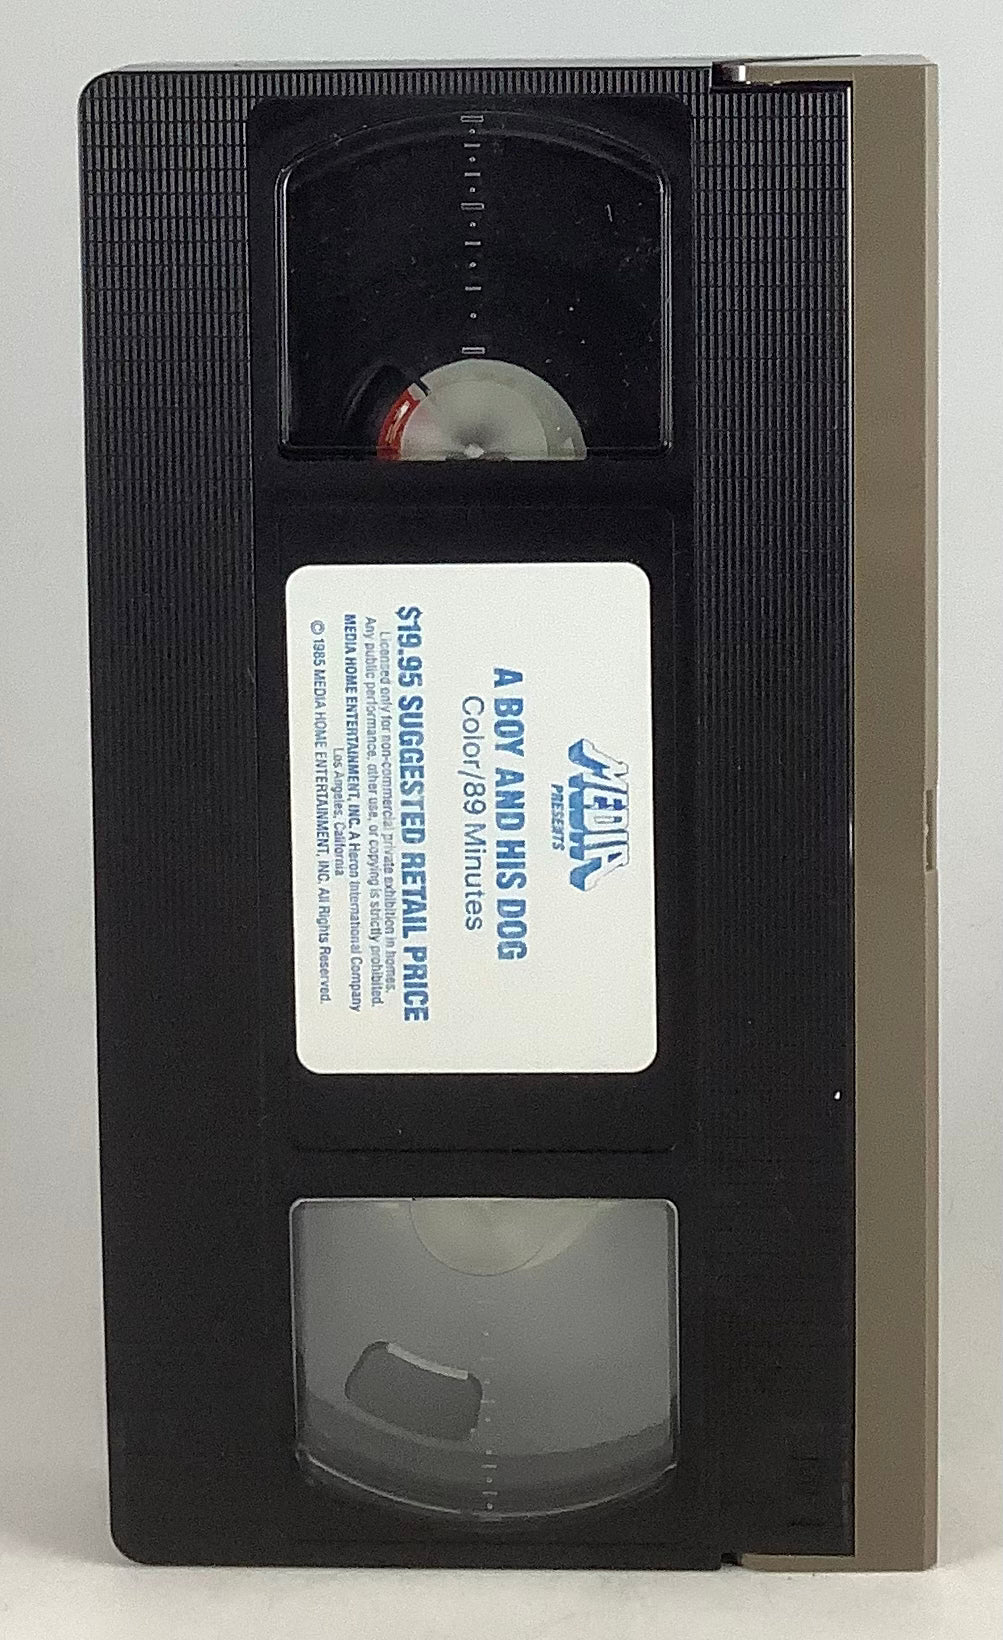 MEDIA
PRESENTS
A BOY AND HIS DOG
Color/89 Minutes
$19.95 SUGGESTED RETAIL PRICE
Licensed only for non-commercial private exhibition in homes.
Any public performance, other use, or copying is strictly prohibited.
MEDIA HOME ENTERTAINMENT, INC. A Heron International Company
Los Angeles, California
© 1985 MEDIA HOME ENTERTAINMENT, INC. All Rights Reserved.